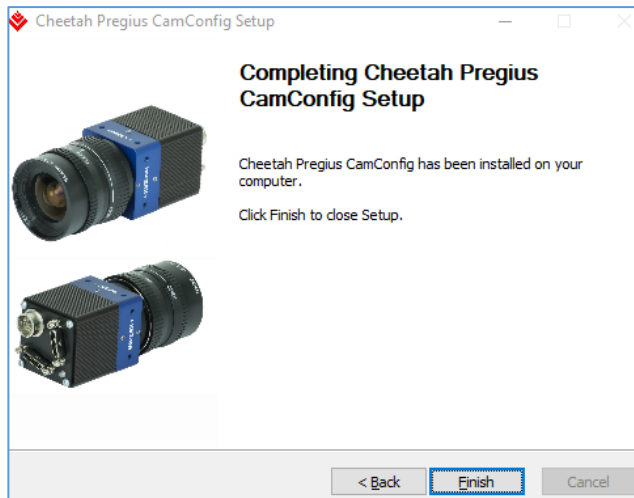 Cheetah Pregius CamConfig Setup
Completing Cheetah Pregius
CamConfig Setup
Cheetah Pregius CamConfig has been installed on your
computer.
Click Finish to close Setup.
< Back
Finish
Cancel